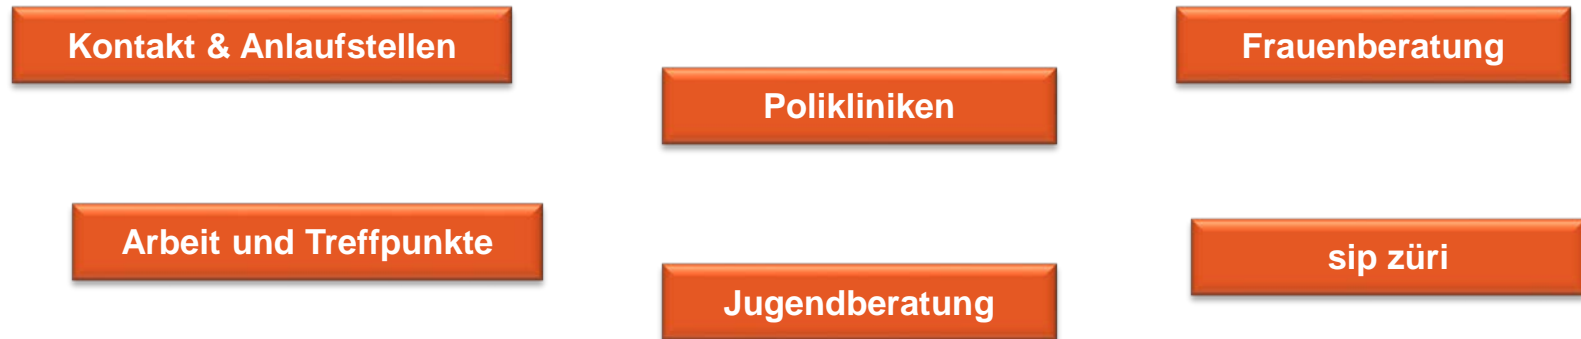 Kontakt & Anlaufstellen
Frauenberatung
Polikliniken
Arbeit und Treffpunkte
sip züri
Jugendberatung